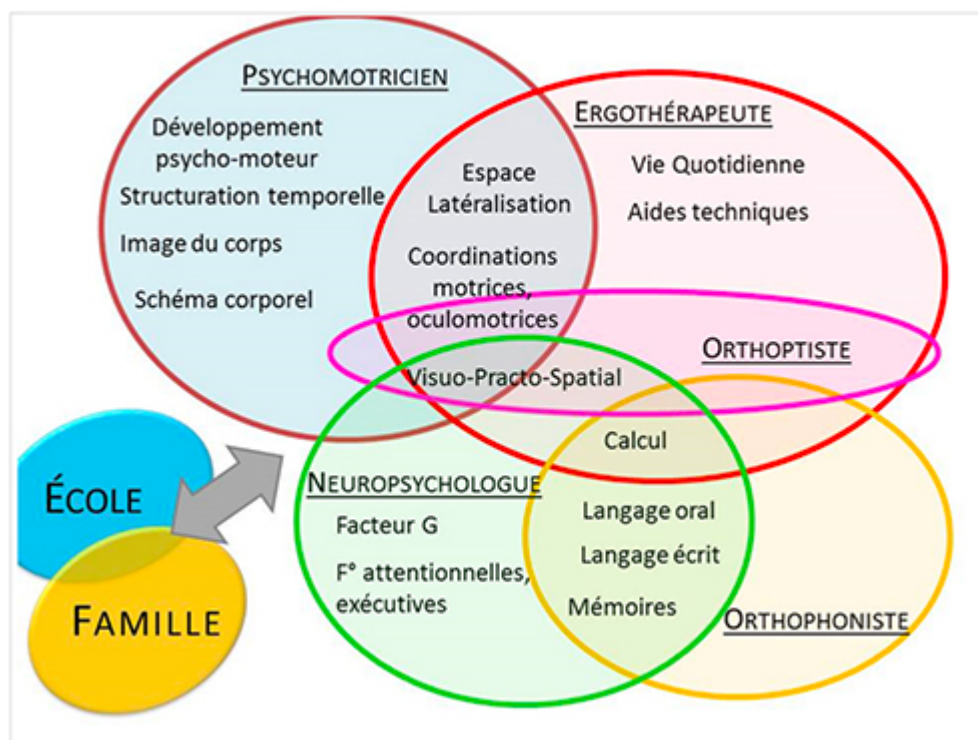 PSYCHOMOTRICIEN
Développement
psycho-moteur
Structuration temporelle
Image du corps
Schéma corporel
Espace
Latéralisation
Coordinations
motrices,
oculomotrices
ERGOTHÉRAPEUTE
Vie Quotidienne
Aides techniques
ORTHOPTISTE
Visuo-Practo-Spatial
Calcul
NEUROPSYCHOLOGUE
Facteur G
F° attentionnelles,
exécutives
Langage oral
Langage écrit
Mémoires
ORTHOPHONISTE
ÉCOLE
FAMILLE